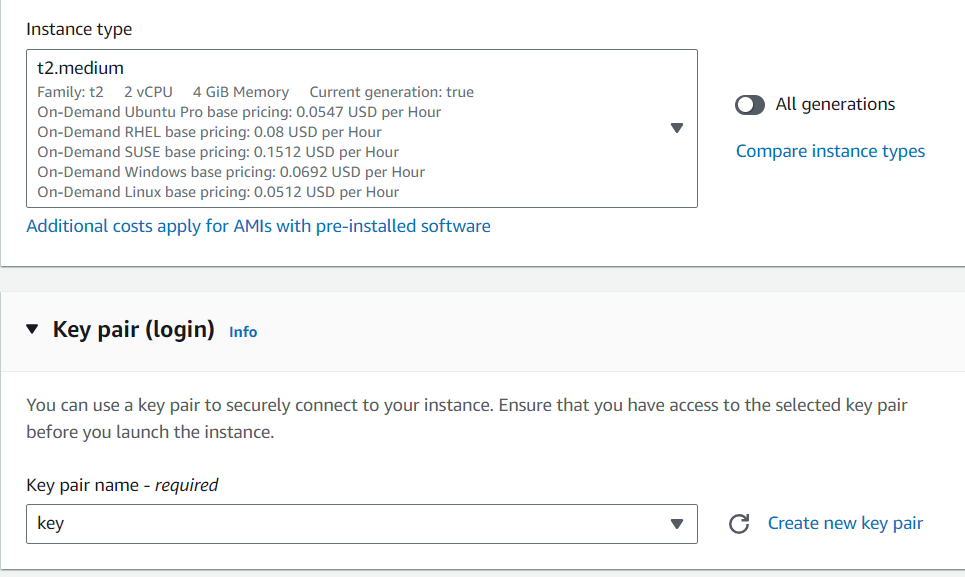 Instance type
t2.medium
Family: t2 2 vCPU 4 GiB Memory Current generation: true
On-Demand Ubuntu Pro base pricing: 0.0547 USD per Hour
On-Demand RHEL base pricing: 0.08 USD per Hour
On-Demand SUSE base pricing: 0.1512 USD per Hour
On-Demand Windows base pricing: 0.0692 USD per Hour
On-Demand Linux base pricing: 0.0512 USD per Hour
All generations
Compare instance types
Additional costs apply for AMIs with pre-installed software
Key pair (login) Info
You can use a key pair to securely connect to your instance. Ensure that you have access to the selected key pair
before you launch the instance.
Key pair name - required
key
Create new key pair